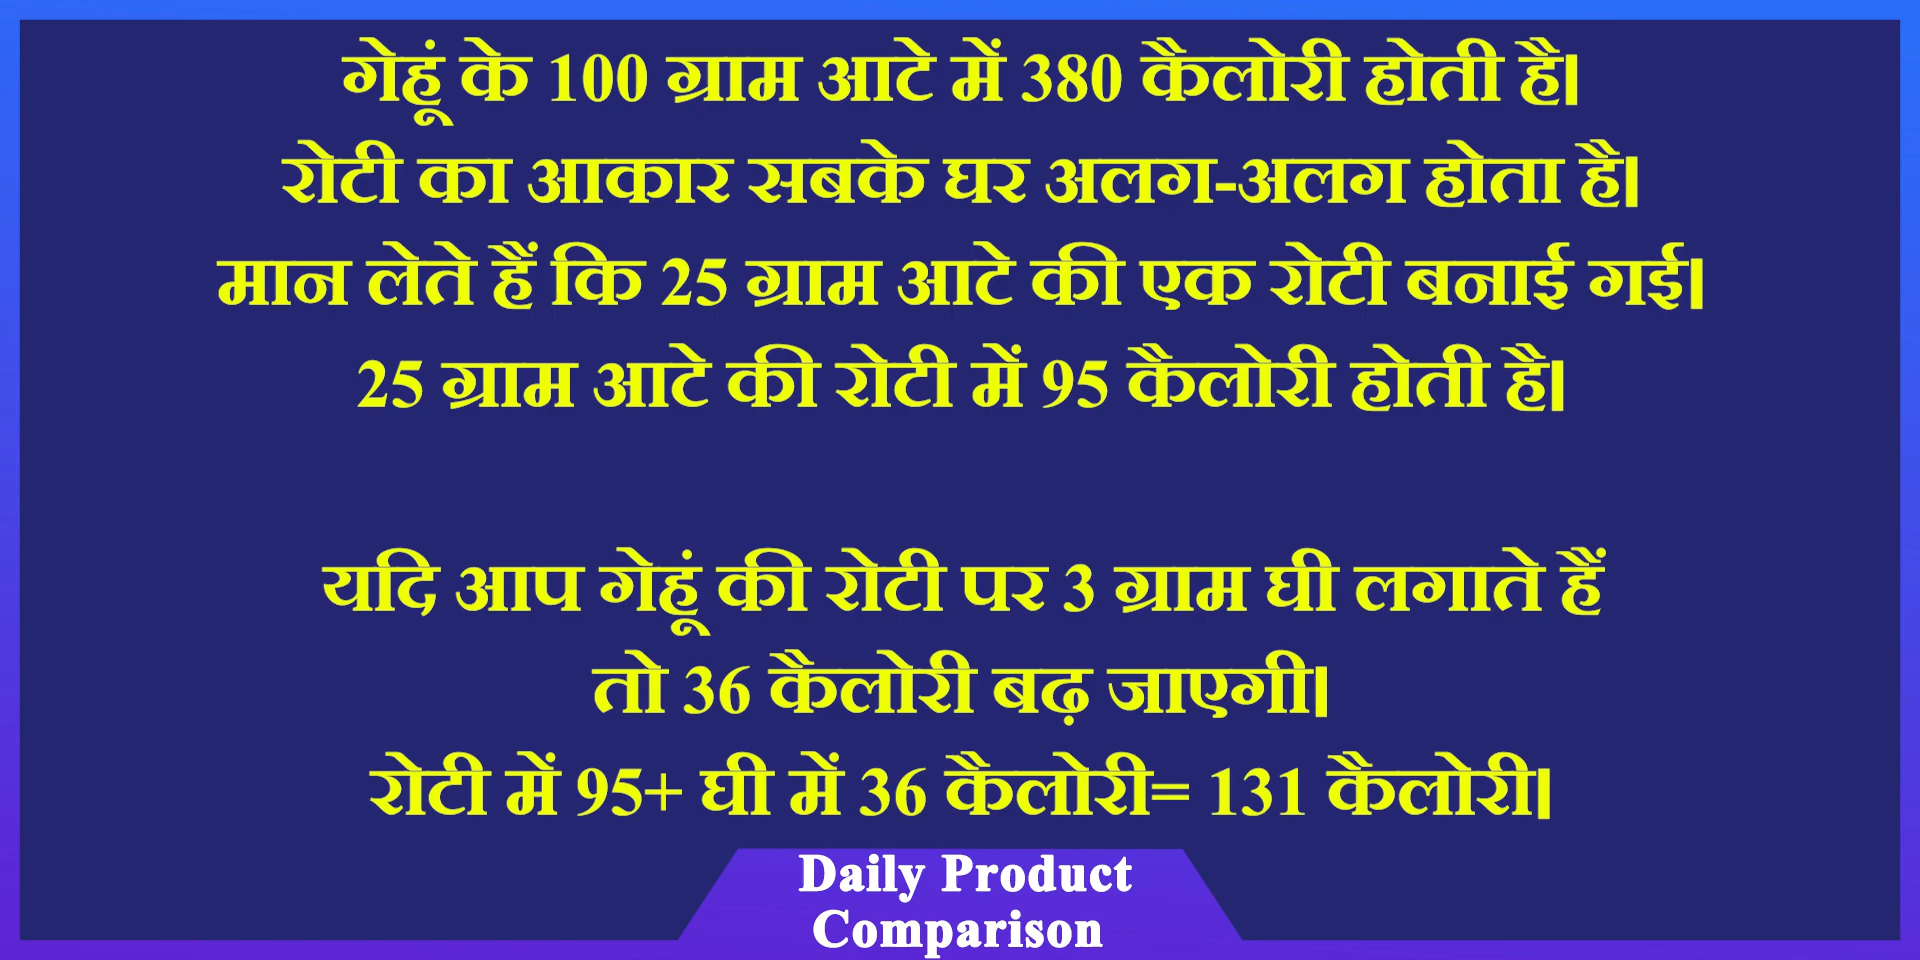 गेहूं के 100 ग्राम आटे में 380 कैलोरी होती है।
रोटी का आकार सबके घर अलग-अलग होता है।
मान लेते हैं कि 25 ग्राम आटे की एक रोटी बनाई गई।
25 ग्राम आटे की रोटी में 95 कैलोरी होती है।
यदि आप गेहूं की रोटी पर 3 ग्राम घी लगाते हैं
तो 36 कैलोरी बढ़ जाएगी।
रोटी में 95+ घी में 36 कैलोरी= 131 कैलोरी।
Daily Product
Comparison